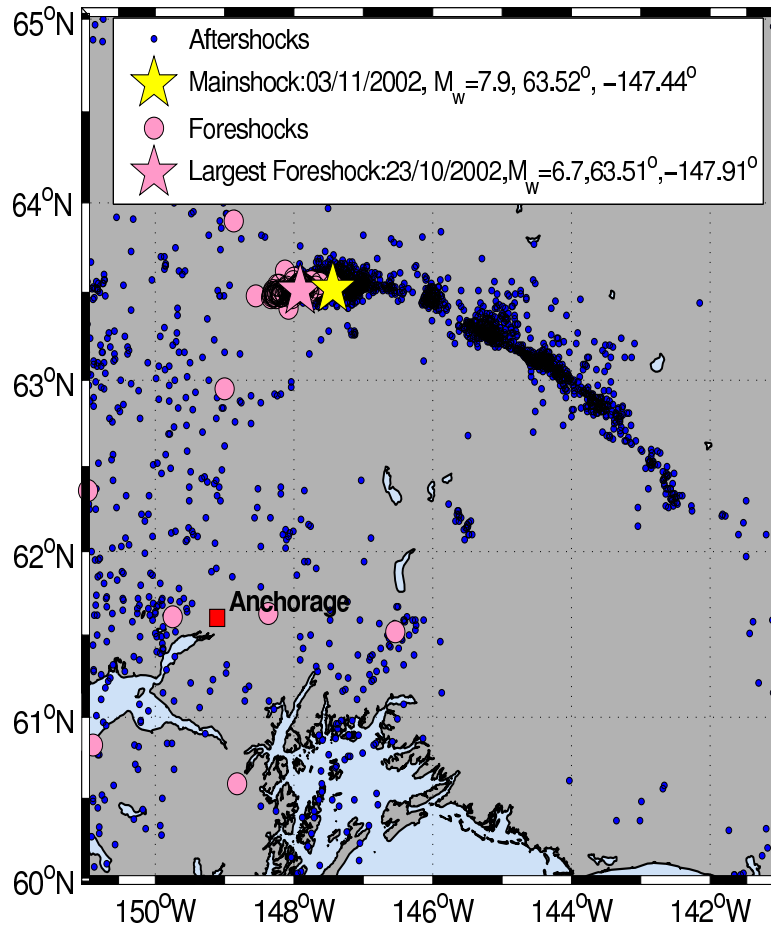 65°N
Aftershocks
Mainshock:03/11/2002, Mw=7.9, 63.52°, −147.44°
Foreshocks
Largest Foreshock:23/10/2002,Mw=6.7,63.51°,−147.91°
64°N
63°N
62°N
Anchorage
61°N
60°N
150°W 148°W 146°W 144°W 142°W